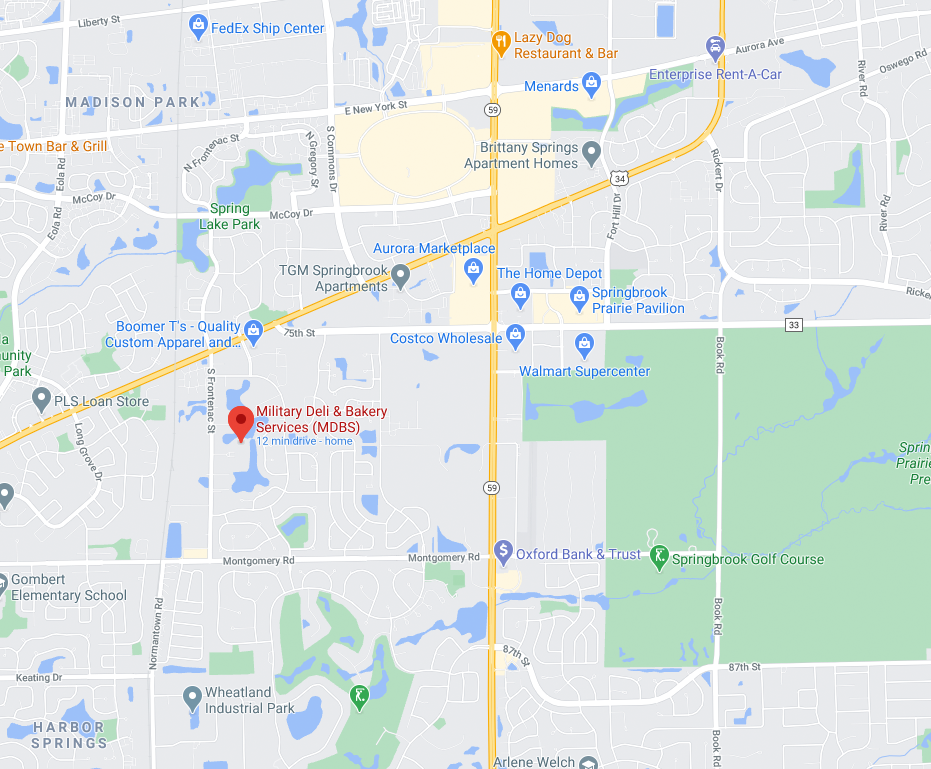 Liberty St
FedEx Ship Center
Lazy Dog
Restaurant & Bar
Aurora Ave
Oswego Rd
Enterprise Rent-A-Car
Menards
River Rd
MADISON PARK
E New York St
59
S Commons Dr
N Frontenac St
N Gregory St
e Town Bar & Grill
Brittany Springs
Apartment Homes
34
Rickert Dr
Eola Rd
McCoy Dr
Eola Rd
Spring
Lake Park
McCoy Dr
Fort Hill Dr
River Rd
Aurora Marketplace
TGM Springbrook
Apartments
The Home Depot
Springbrook
Prairie Pavilion
Ricke
Boomer T's - Quality
Custom Apparel and...
75th St
Costco Wholesale
33
Book Rd
a
unity
Park
Walmart Supercenter
S Frontenac St
PLS Loan Store
Military Deli & Bakery
Services (MDBS)
12 min drive - home
Long Grove Dr
Sprin
Prairie
Pre
59
Montgomery Rd
Montgomery Rd
Oxford Bank & Trust
Springbrook Golf Course
Gombert
Elementary School
Normantown Rd
Book Rd
87th St
87th St
Keating Dr
Wheatland
Industrial Park
HARBOR
SPRINGS
Book Rd
Arlene Welch